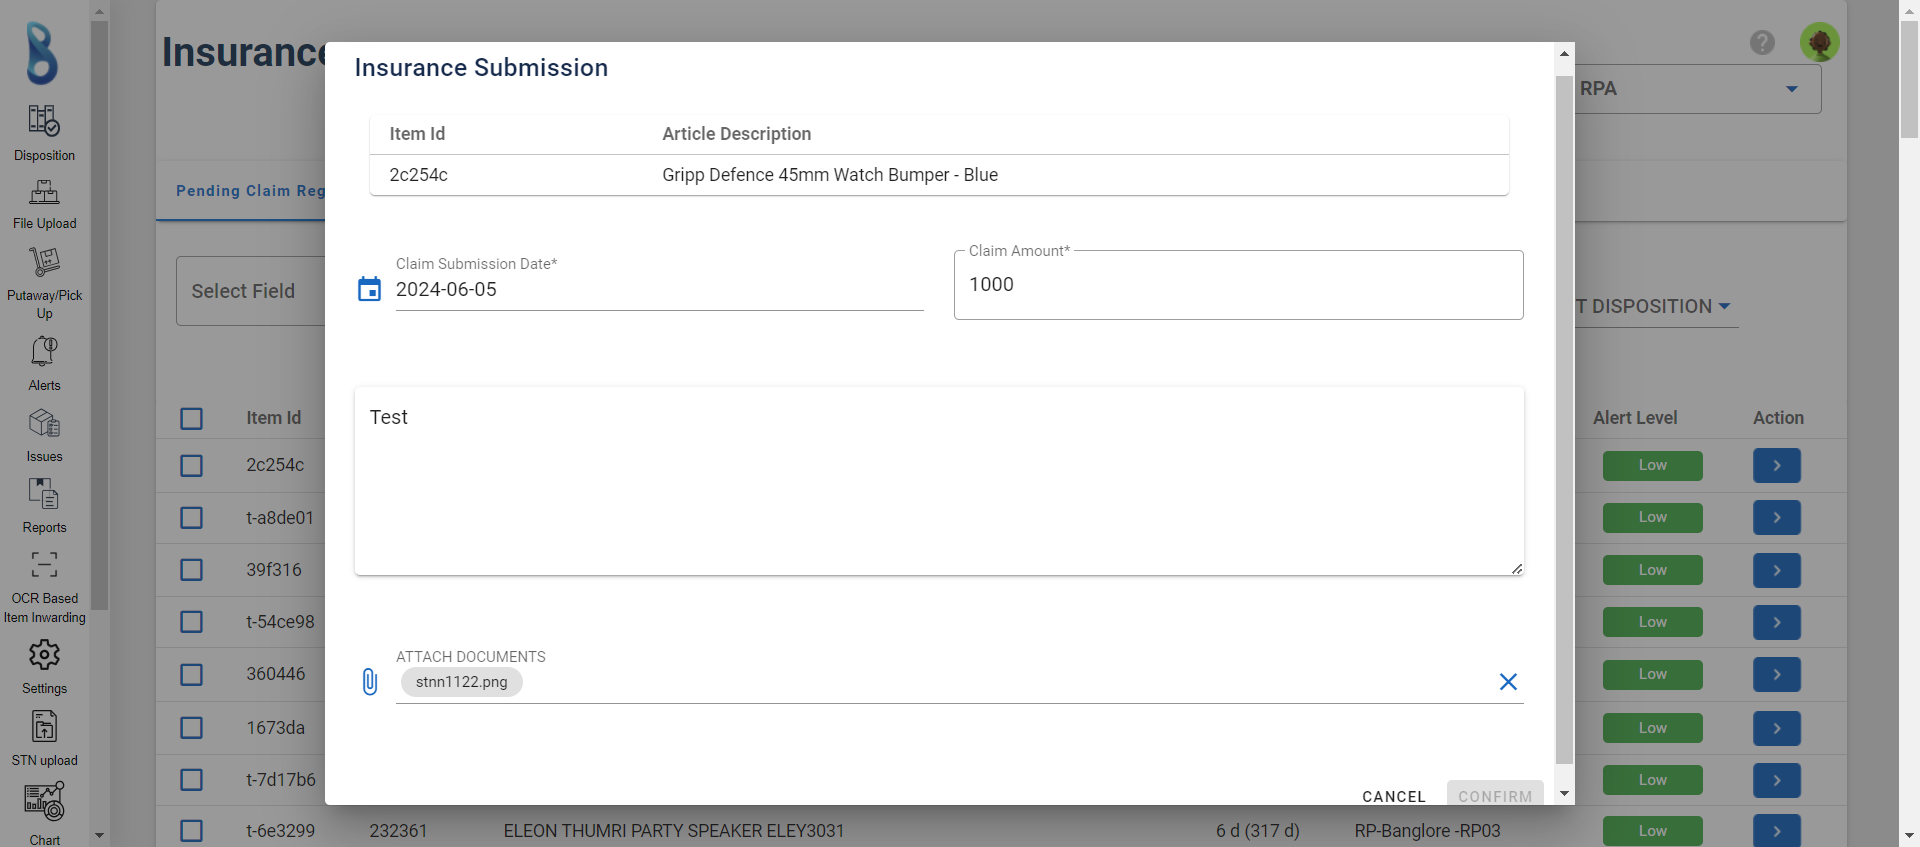 Insurance
RPA
Disposition
File Upload
Putaway/Pick
Up
Alerts
Issues
Reports
OCR Based
Item Inwarding
Settings
STN upload
Chart
Pending Claim Reg
Select Field
T DISPOSITION
Insurance Submission
Item Id Article Description
2c254c Gripp Defence 45mm Watch Bumper - Blue
Claim Submission Date*
2024-06-05
Claim Amount*
1000
Test
ATTACH DOCUMENTS
stnn1122.png
CANCEL CONFIRM
Item Id Alert Level Action
2c254c Low
t-a8de01 Low
39f316 Low
t-54ce98 Low
360446 Low
1673da Low
t-7d17b6 Low
t-6e3299 232361 ELEON THUMRI PARTY SPEAKER ELEY3031 6 d (317 d) RP-Banglore -RP03 Low